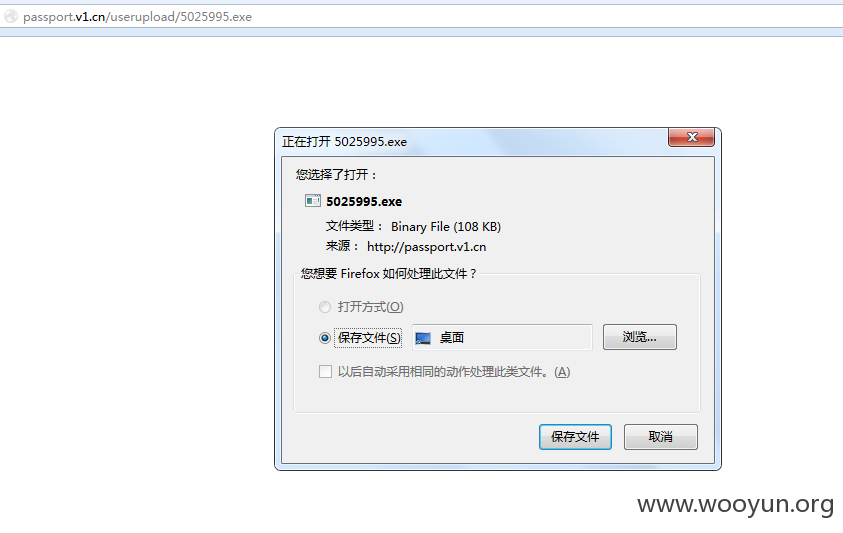 passport.v1.cn/userupload/5025995.exe
正在打开 5025995.exe
您选择了打开：
5025995.exe
文件类型： Binary File (108 KB)
来源： http://passport.v1.cn
您想要 Firefox 如何处理此文件？
打开方式(O)
保存文件(S) 桌面 浏览...
以后自动采用相同的动作处理此类文件。(A)
保存文件 取消
www.wooyun.org